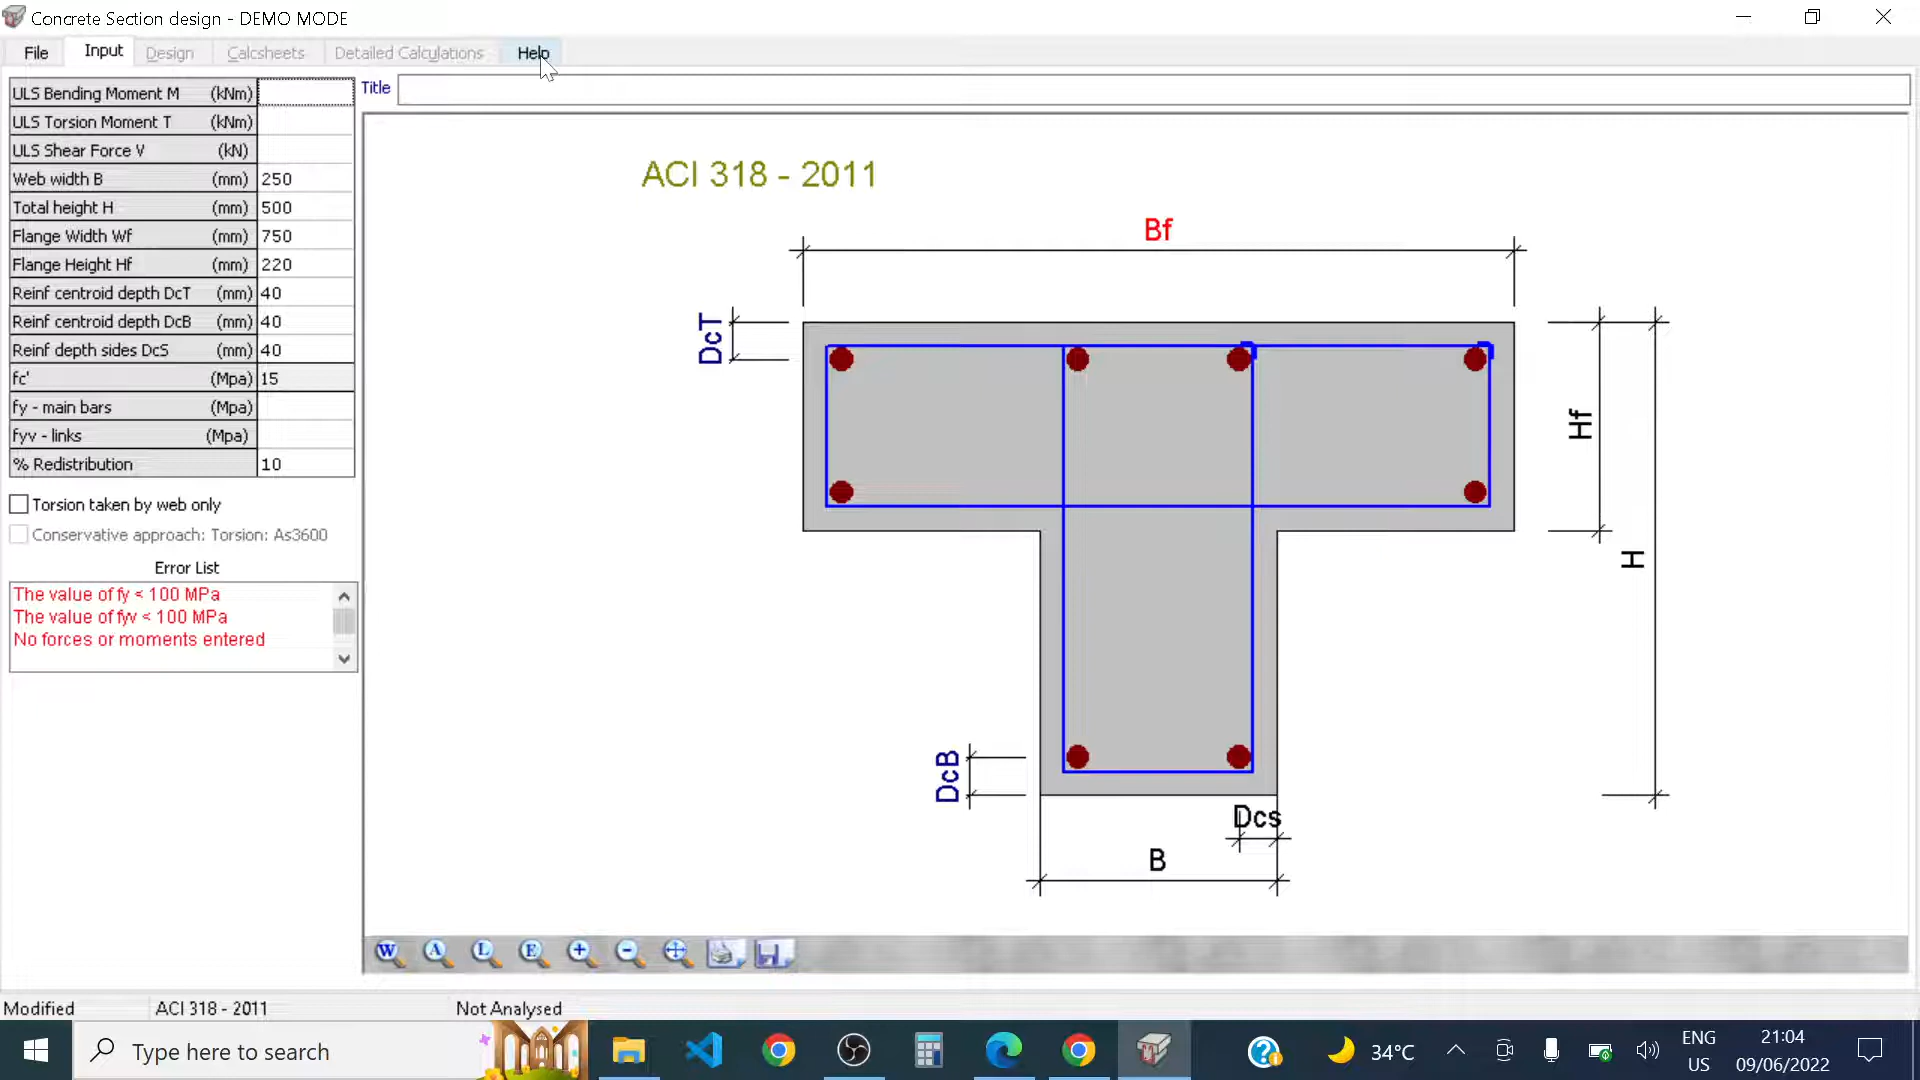 Concrete Section design - DEMO MODE
File Input Design Calcsheets Detailed Calculations Help
ULS Bending Moment M (kNm)
ULS Torsion Moment T (kNm)
ULS Shear Force V (kN)
Web width B (mm) 250
Total height H (mm) 500
Flange Width Wf (mm) 750
Flange Height Hf (mm) 220
Reinf centroid depth DcT (mm) 40
Reinf centroid depth DcB (mm) 40
Reinf depth sides DcS (mm) 40
fc' (Mpa) 15
fy - main bars (Mpa)
fyv - links (Mpa)
% Redistribution 10
Torsion taken by web only
Conservative approach: Torsion: As3600
Error List
The value of fy < 100 MPa
The value of fyv < 100 MPa
No forces or moments entered
Title
ACI 318 - 2011
Bf
DcT
Hf
H
DcB
Dcs
B
W A L E
Modified ACI 318 - 2011 Not Analysed
Type here to search
34°C
ENG
US
21:04
09/06/2022